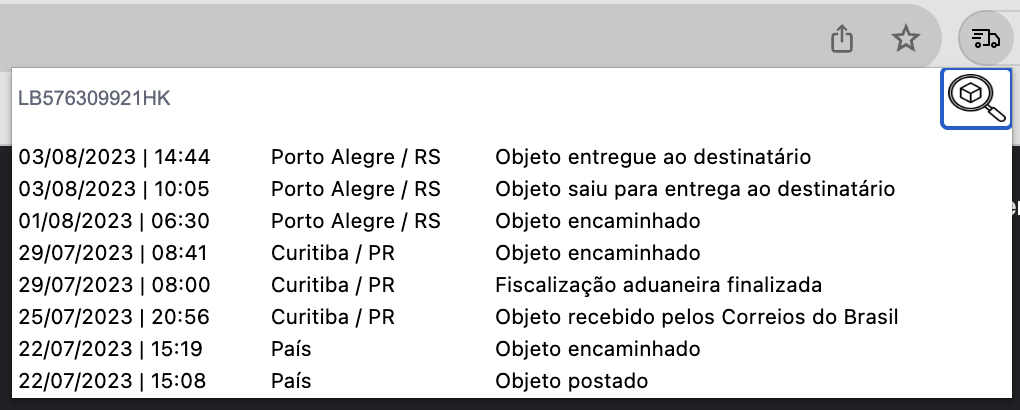 LB576309921HK
03/08/2023 | 14:44 Porto Alegre / RS Objeto entregue ao destinatário
03/08/2023 | 10:05 Porto Alegre / RS Objeto saiu para entrega ao destinatário
01/08/2023 | 06:30 Porto Alegre / RS Objeto encaminhado
29/07/2023 | 08:41 Curitiba / PR Objeto encaminhado
29/07/2023 | 08:00 Curitiba / PR Fiscalização aduaneira finalizada
25/07/2023 | 20:56 Curitiba / PR Objeto recebido pelos Correios do Brasil
22/07/2023 | 15:19 País Objeto encaminhado
22/07/2023 | 15:08 País Objeto postado